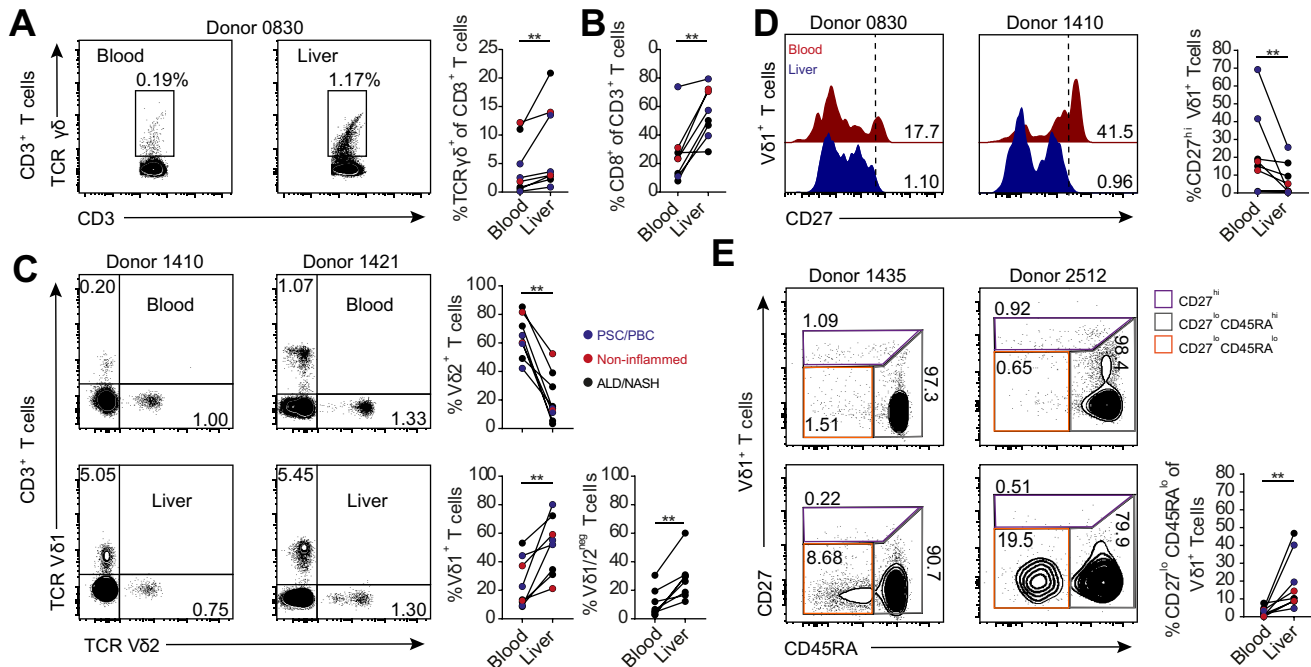 A
Donor 0830
Blood
0.19%
Liver
1.17%
CD3⁺ T cells
TCR γδ
CD3
%TCRγδ⁺ of CD3⁺ T cells
25
20
15
10
5
0
**
Blood
Liver
B
%CD8⁺ of CD3⁺ T cells
0
80
60
40
20
0
**
Blood
Liver
C
Donor 1410
Donor 1421
0.20
Blood
1.00
1.07
Blood
1.33
5.05
Liver
0.75
5.45
Liver
1.30
CD3⁺ T cells
TCR Vδ1
TCR Vδ2
% Vδ2⁺ T cells
100
80
60
40
20
0
**
PSC/PBC
Non-inflammed
ALD/NASH
%Vδ1⁺ T cells
100
80
60
40
20
0
**
Blood
Liver
%Vδ1/2ⁿᵉᵍ T cells
100
80
60
40
20
0
**
Blood
Liver
D
Donor 0830
Donor 1410
Blood
Liver
17.7
1.10
41.5
0.96
Vδ1⁺ T cells
CD27
%CD27ʰⁱ Vδ1⁺ Tcells
80
70
60
50
40
30
20
10
0
**
Blood
Liver
E
Donor 1435
Donor 2512
1.09
1.51
97.3
0.92
0.65
98.4
0.22
8.68
90.7
0.51
19.5
79.9
Vδ1⁺ T cells
CD27
CD45RA
CD27ʰⁱ
CD27ˡᵒ CD45RAʰⁱ
CD27ˡᵒ CD45RAˡᵒ
%CD27ˡᵒ CD45RAˡᵒ of
Vδ1⁺ Tcells
80
60
40
20
0
**
Blood
Liver